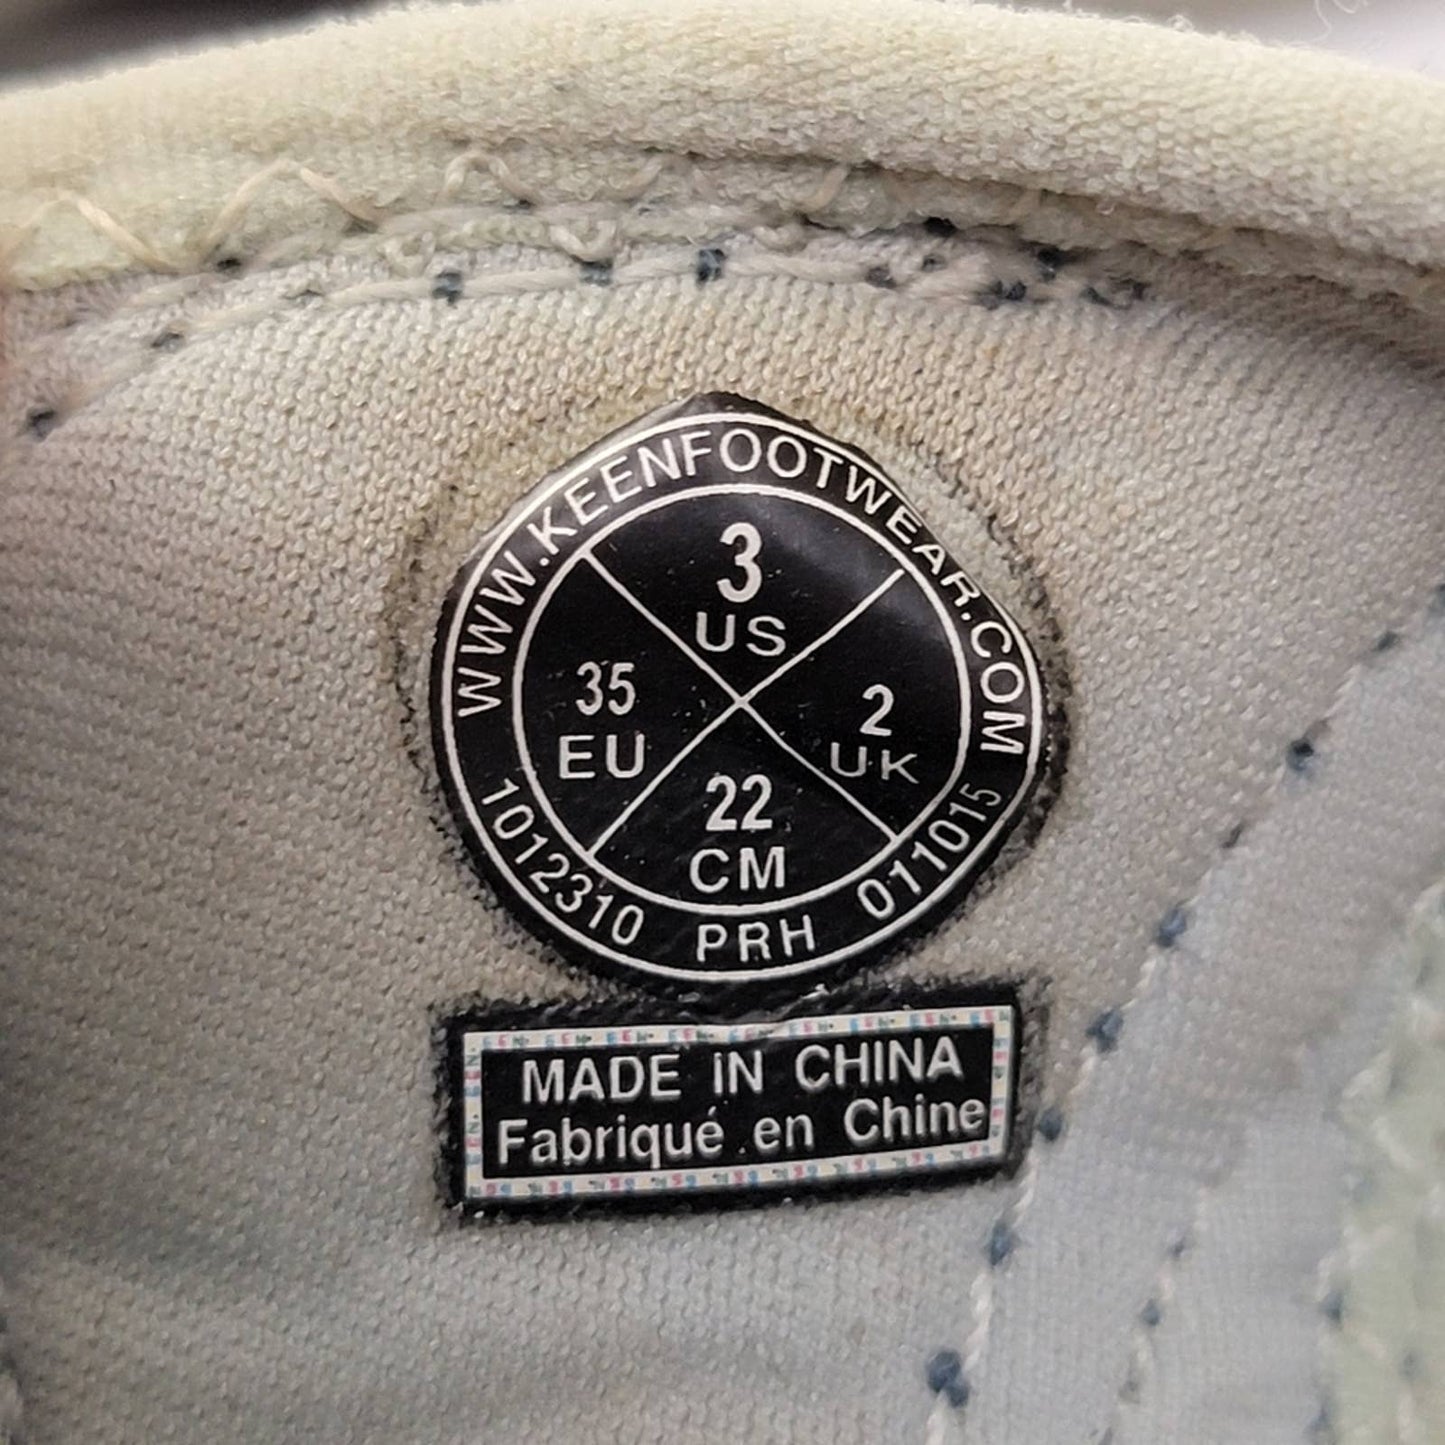 WWW.KEENFOOTWEAR.COM
3
US
35
EU
2
UK
22
CM
1012310 PRH 011015
MADE IN CHINA
Fabriqué en Chine